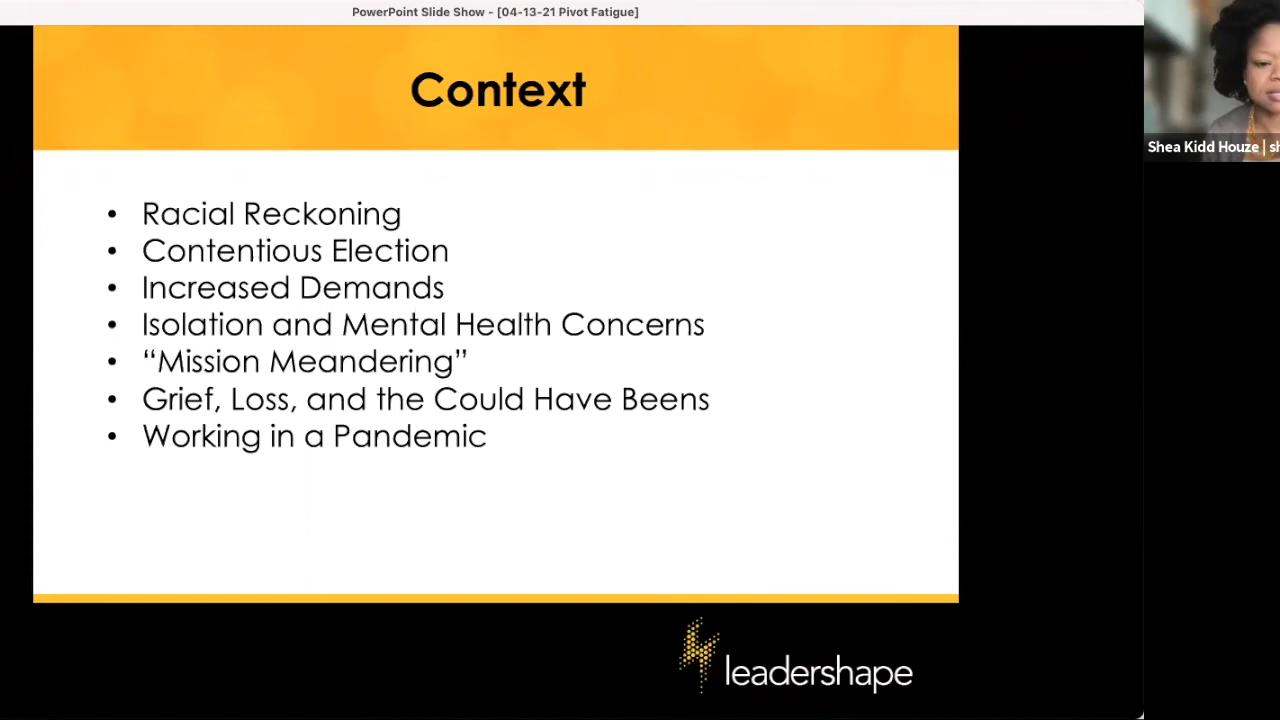 PowerPoint Slide Show - [04-13-21 Pivot Fatigue]
Context
• Racial Reckoning
• Contentious Election
• Increased Demands
• Isolation and Mental Health Concerns
• “Mission Meandering”
• Grief, Loss, and the Could Have Beens
• Working in a Pandemic
leadershape
Shea Kidd Houze | sh